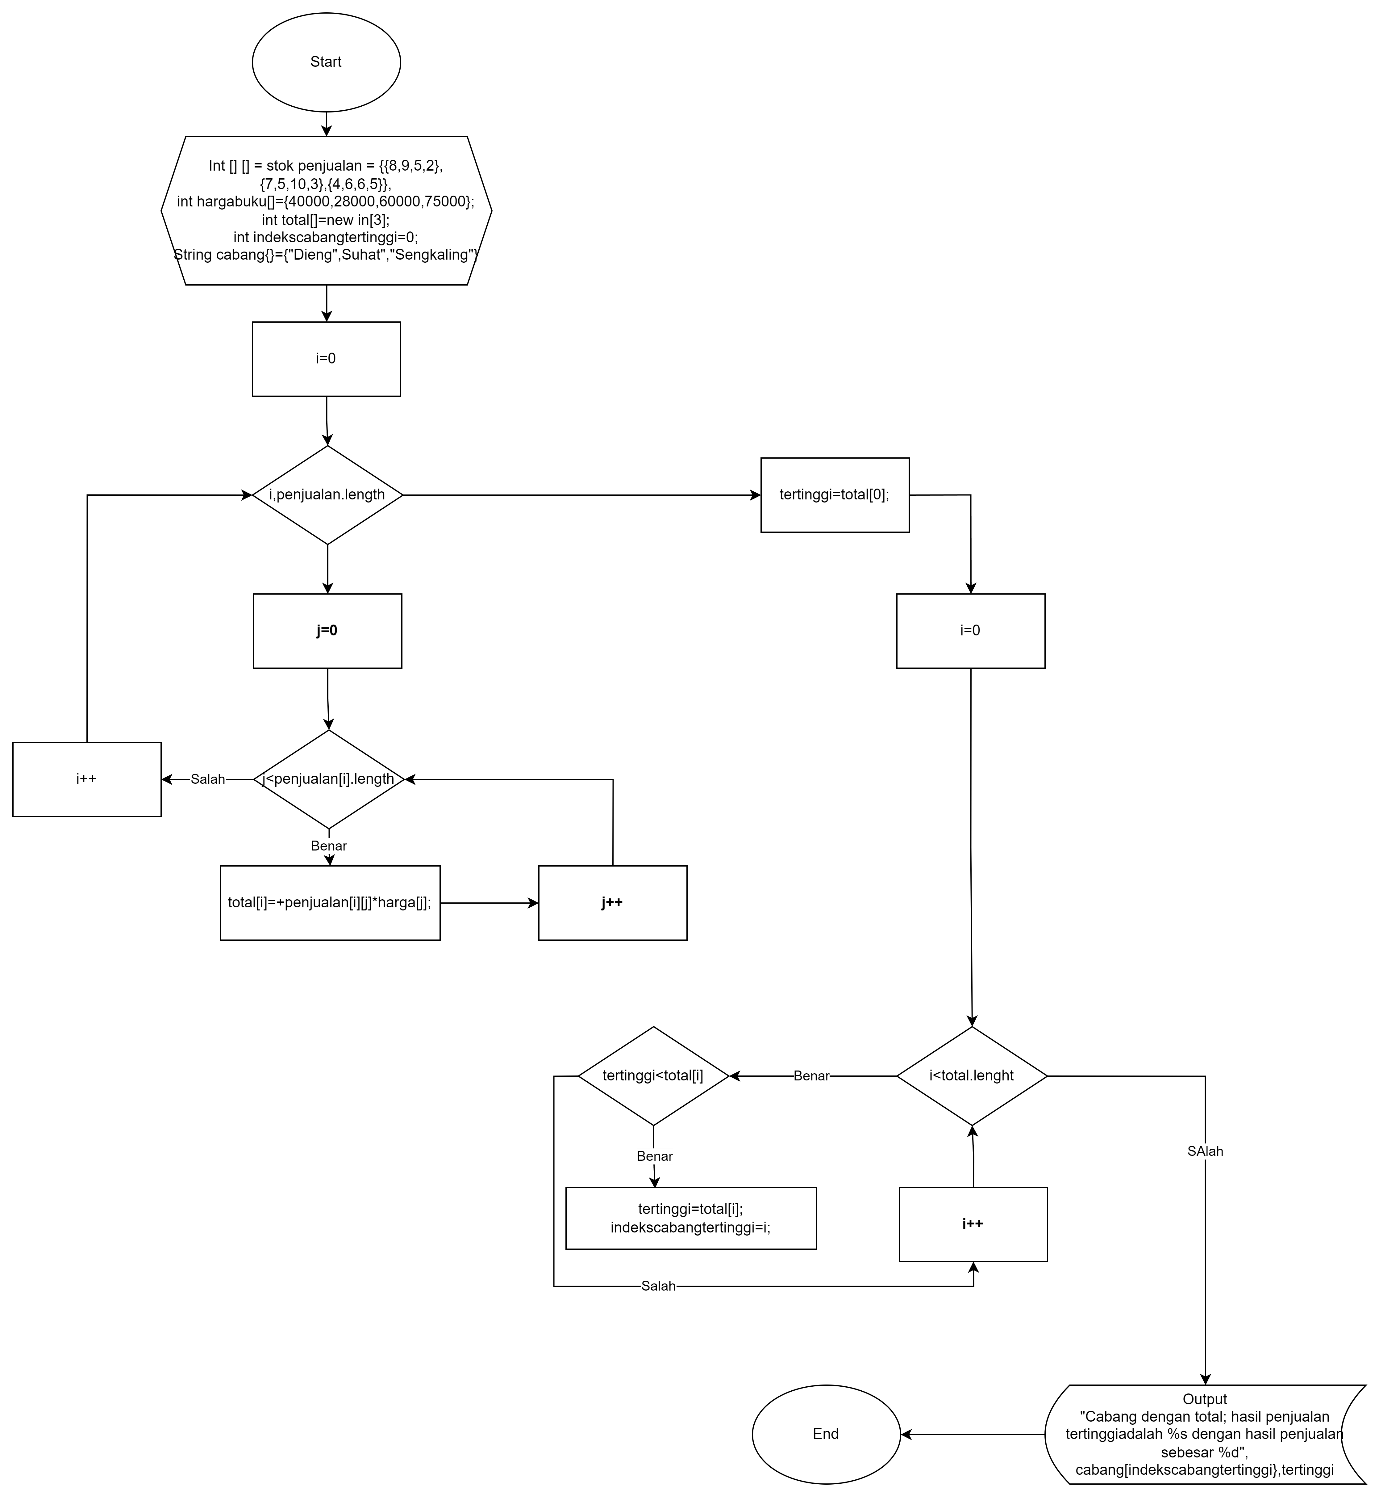 Start
Int [] [] = stok penjualan = {{8,9,5,2},
{7,5,10,3},{4,6,6,5}},
int hargabuku[]={40000,28000,60000,75000};
int total[]=new in[3];
int indekscabangtertinggi=0;
String cabang{}={"Dieng",Suhat","Sengkaling"}
i=0
i,penjualan.length
tertinggi=total[0];
j=0
i=0
i++
Salah
j<penjualan[i].length
Benar
total[i]=+penjualan[i][j]*harga[j];
j++
tertinggi<total[i]
Benar
i<total.lenght
SAlah
Benar
tertinggi=total[i];
indekscabangtertinggi=i;
i++
Salah
Output
"Cabang dengan total; hasil penjualan
tertinggiadalah %s dengan hasil penjualan
sebesar %d",
cabang[indekscabangtertinggi},tertinggi
End